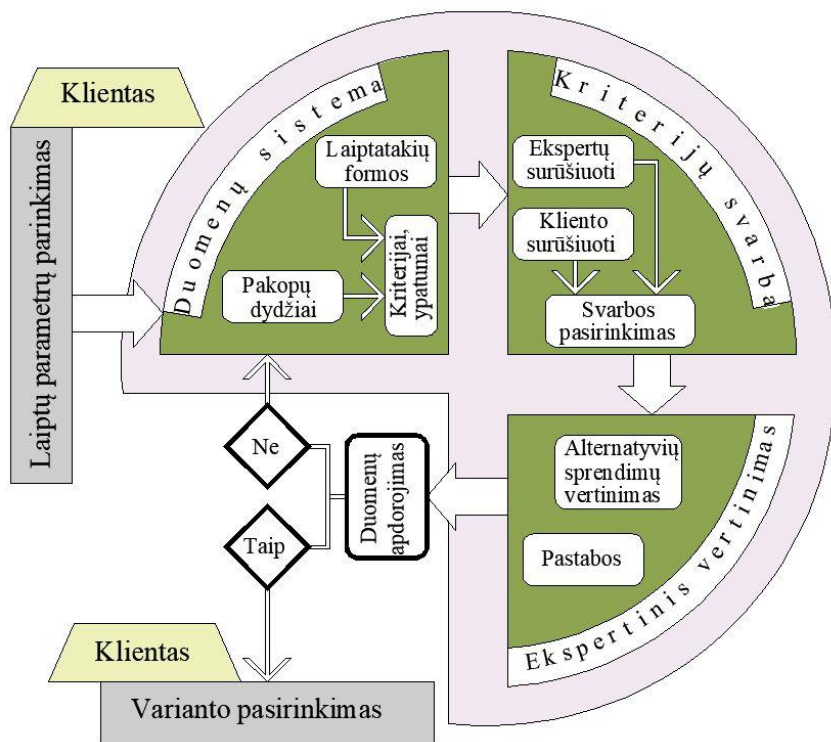 Klientas
Laiptų parametrų parinkimas
Duomenų sistema
Laiptatakių
formos
Pakopų
dydžiai
Kriterijai,
ypatumai
Kriterijų svarba
Ekspertų
surūšiuoti
Kliento
surūšiuoti
Svarbos
pasirinkimas
Ekspertinis vertinimas
Alternatyvių
sprendimų
vertinimas
Pastabos
Duomenų
apdorojimas
Ne
Taip
Klientas
Varianto pasirinkimas